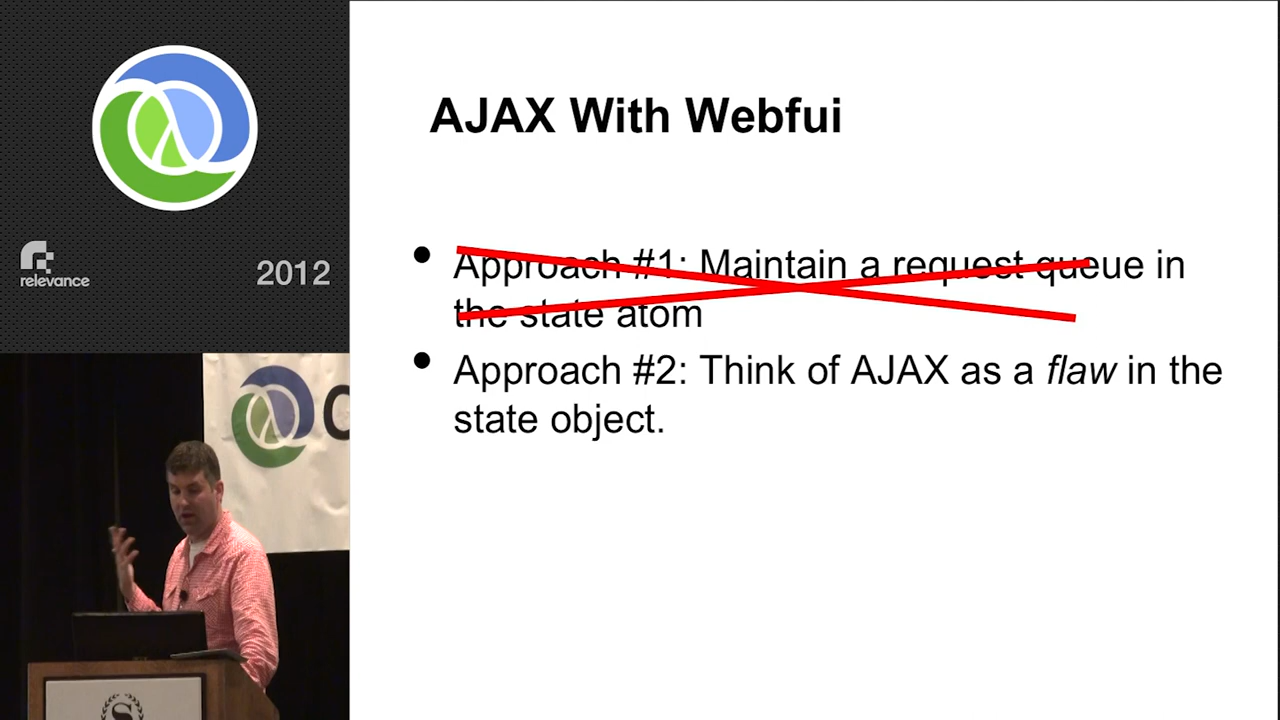 AJAX With Webfui
• Approach #1: Maintain a request queue in
the state atom
• Approach #2: Think of AJAX as a flaw in the
state object.
relevance
2012
C
S